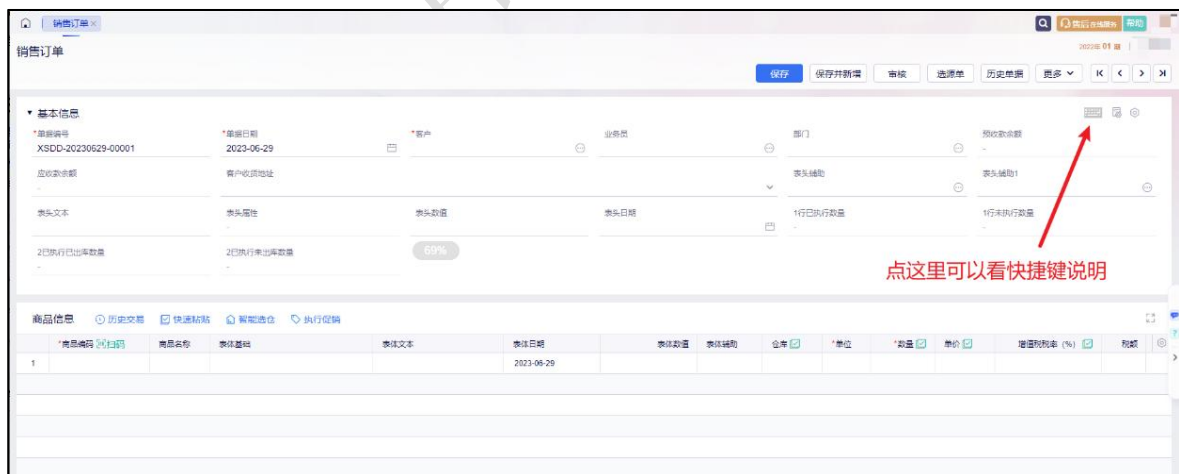 销售订单 ×
售后在线服务 帮助
销售订单
2022年 01 期
保存 保存并新增 审核 选源单 历史单据 更多
基本信息
*单据编号 *单据日期 *客户 业务员 部门 预收款余额
XSDD-20230629-00001 2023-06-29 -
应收款余额 客户收货地址 表头辅助 表头辅助1
-
表头文本 表头属性 表头数值 表头日期 1行已执行数量 1行未执行数量
- - -
2已执行已出库数量 2已执行未出库数量 69%
- -
点这里可以看快捷键说明
商品信息 历史交易 快速粘贴 智能选仓 执行促销
*商品编码 扫码 商品名称 表体基础 表体文本 表体日期 表体数值 表体辅助 仓库 *单位 *数量 单价 增值税税率 (%) 税额
1 2023-06-29